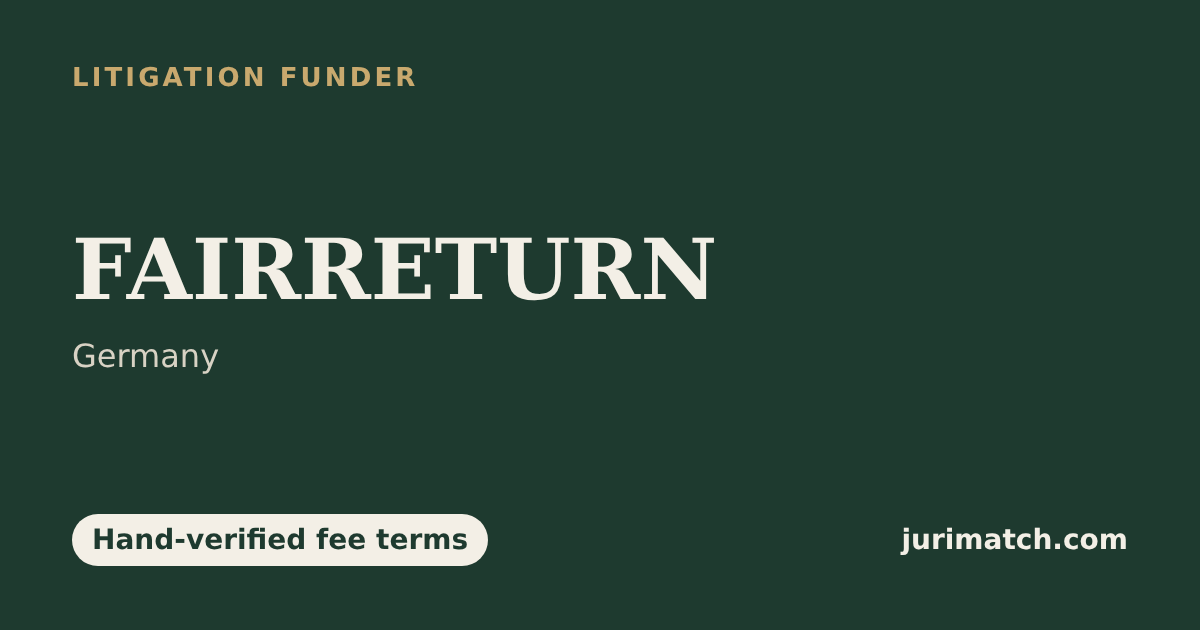 LITIGATION FUNDER
FAIRRETURN
Germany
Hand-verified fee terms
jurimatch.com